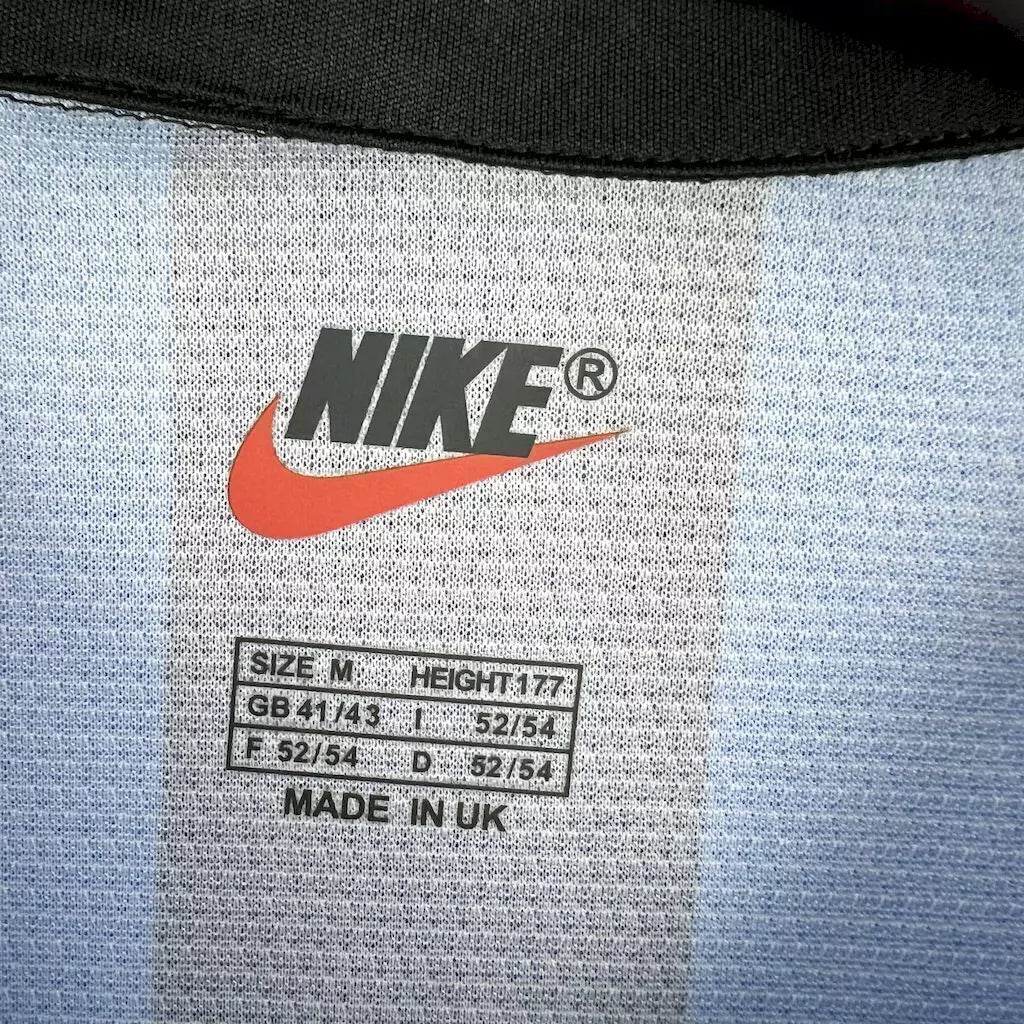 NIKE®
SIZE M HEIGHT 177
GB 41/43 I 52/54
F 52/54 D 52/54
MADE IN UK